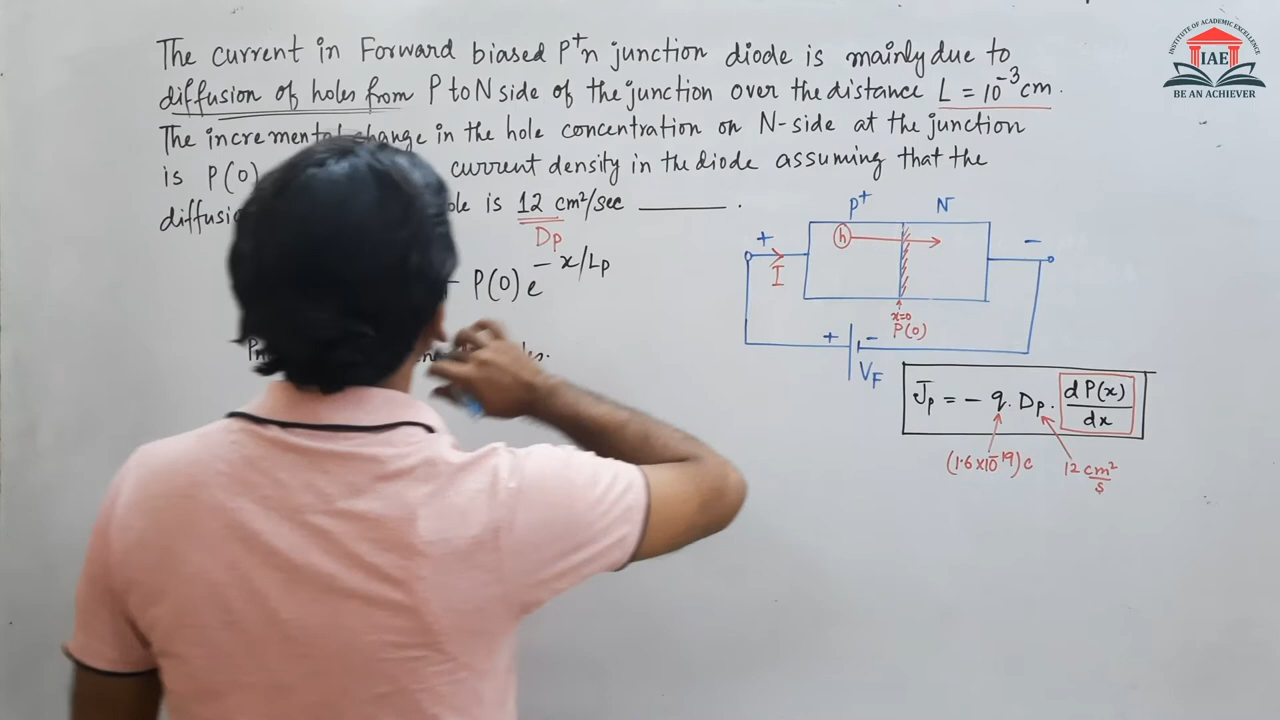 The current in Forward biased P+n junction diode is mainly due to
diffusion of holes from P to N side of the junction over the distance L = 10^-3 cm.
The incremental change in the hole concentration on N-side at the junction
is P(0) current density in the diode assuming that the
is 12 cm²/sec ______ .
Dp
P(0) e^-x/Lp
P+ N
+ h -
I
x=0
P(0)
+ -
VF
Jp = - q. Dp. dP(x)/dx
(1.6×10^-19)c 12 cm²/s
INSTITUTE OF ACADEMIC EXCELLENCE
IAE
BE AN ACHIEVER